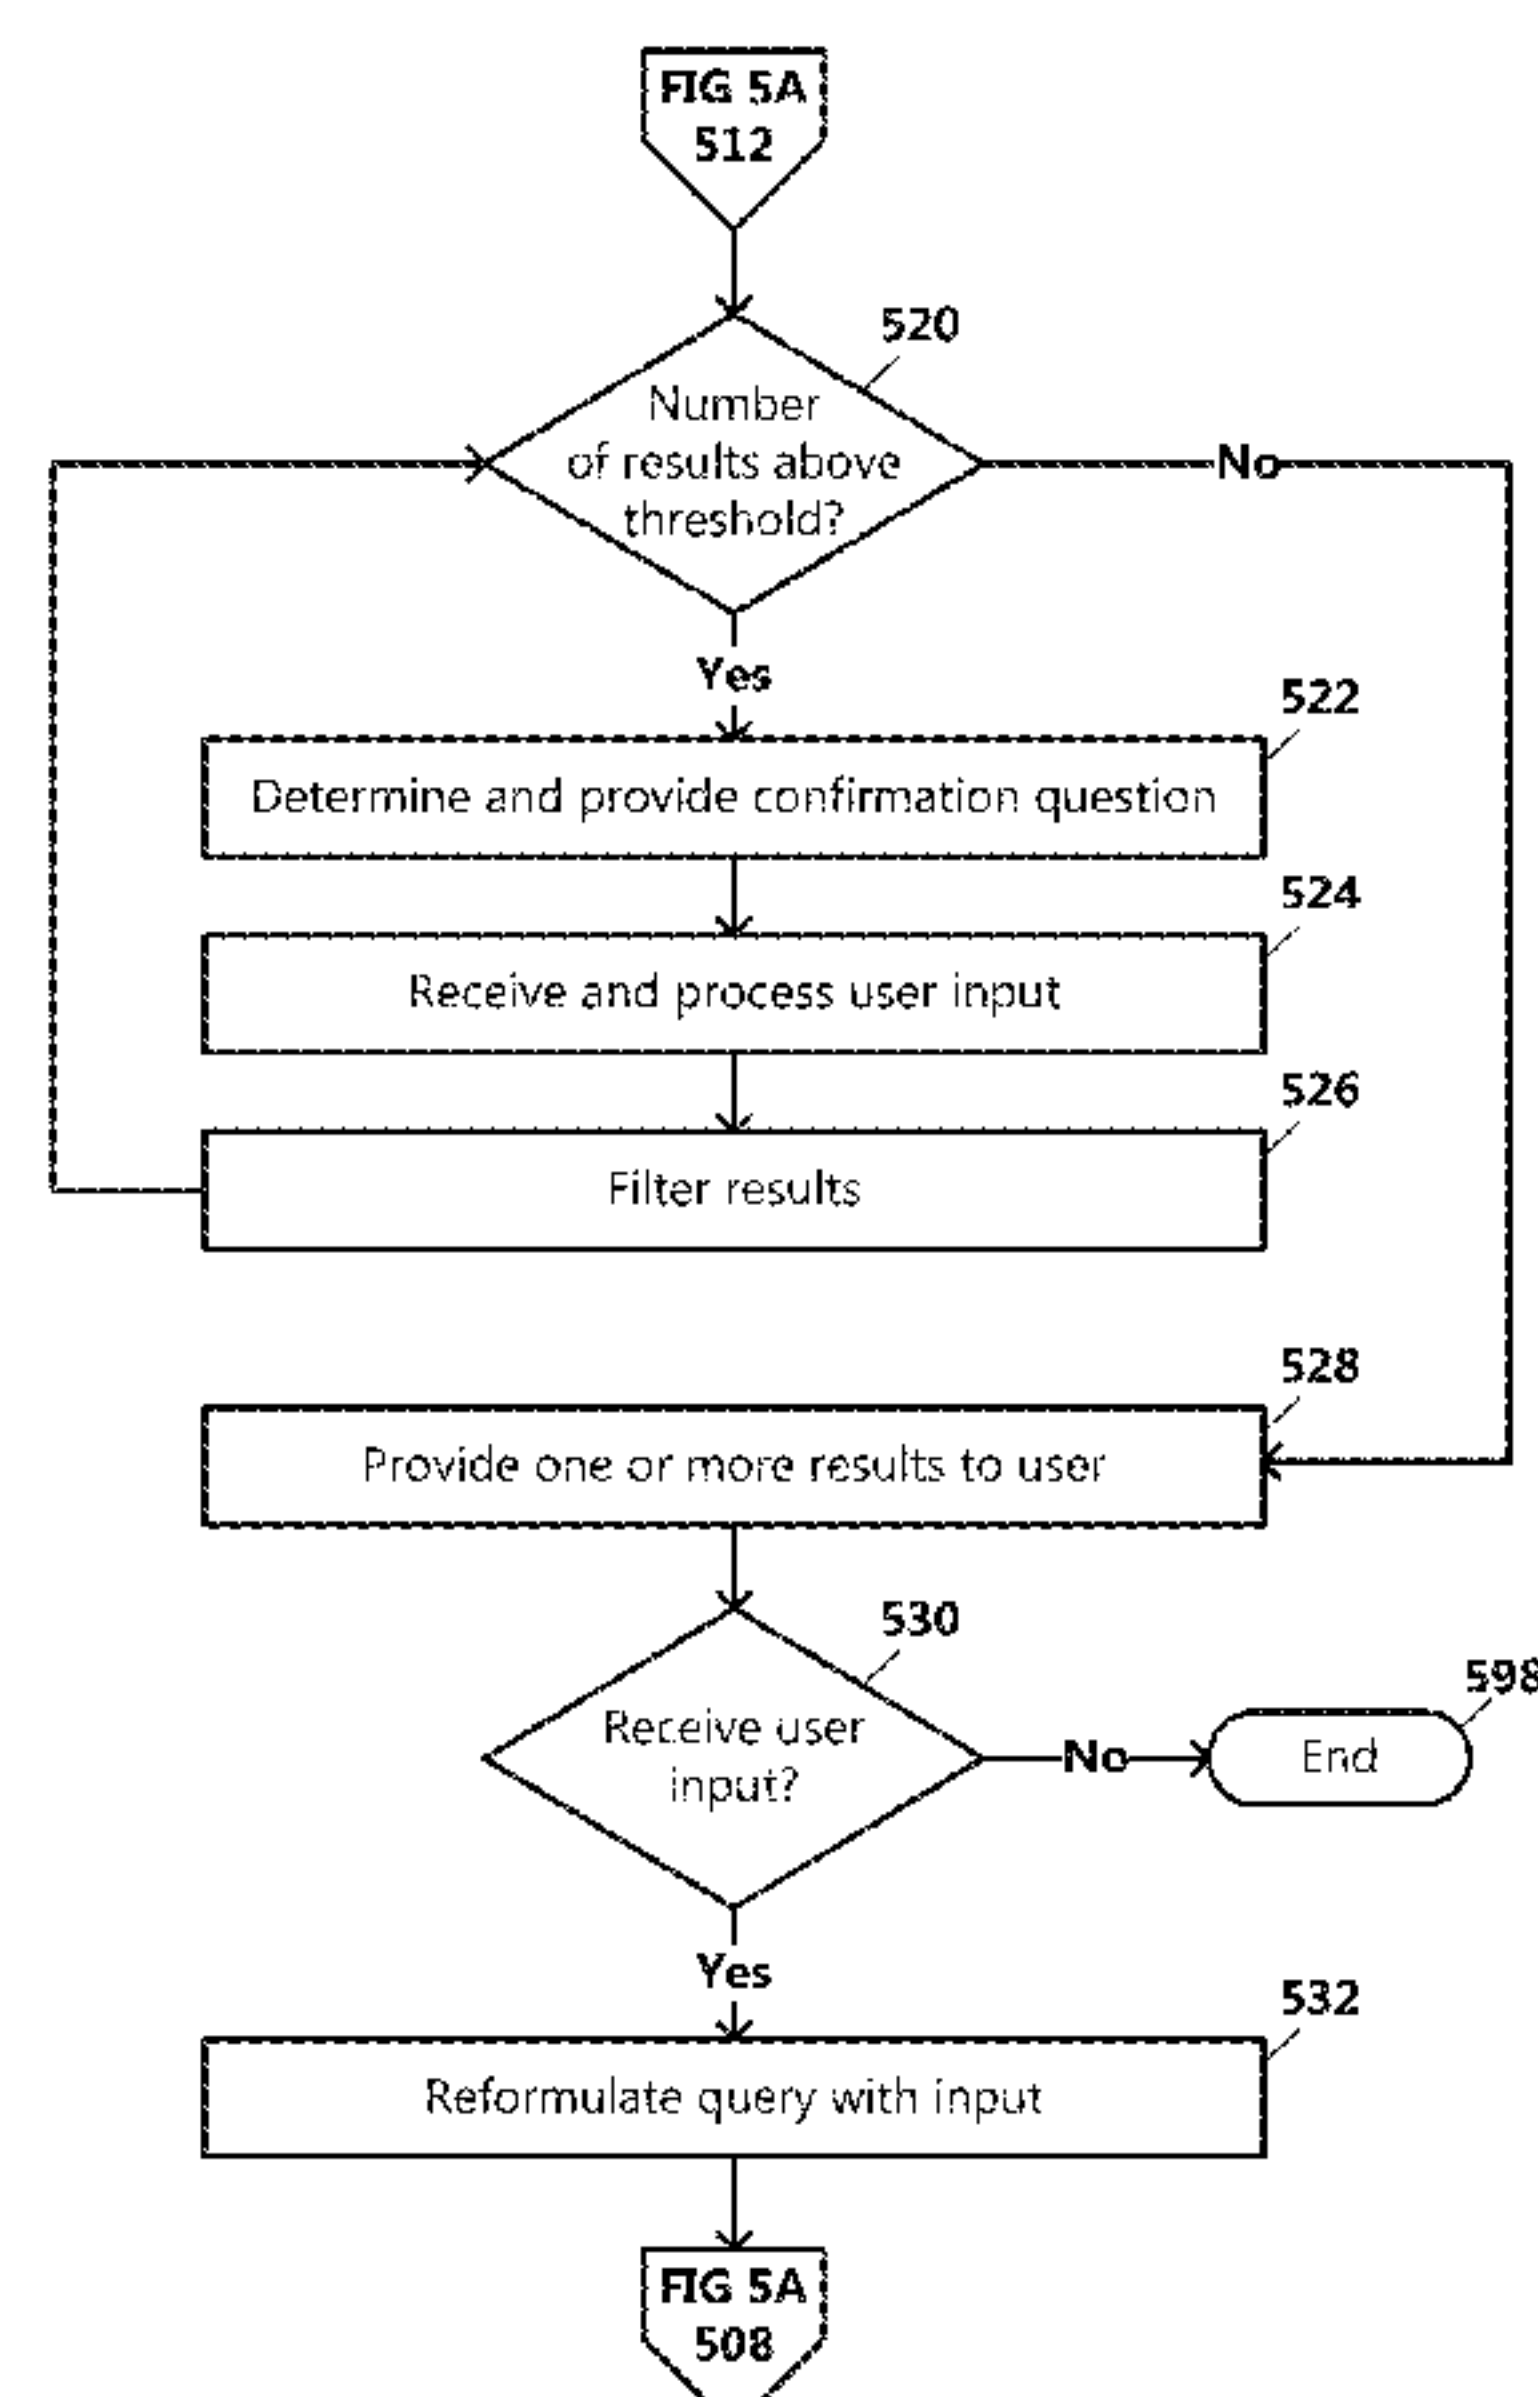 FIG 5A
512
520
Number
of results above
threshold?
No
Yes
522
Determine and provide confirmation question
524
Receive and process user input
526
Filter results
528
Provide one or more results to user
530
Receive user
input?
No
598
End
Yes
532
Reformulate query with input
FIG 5A
508